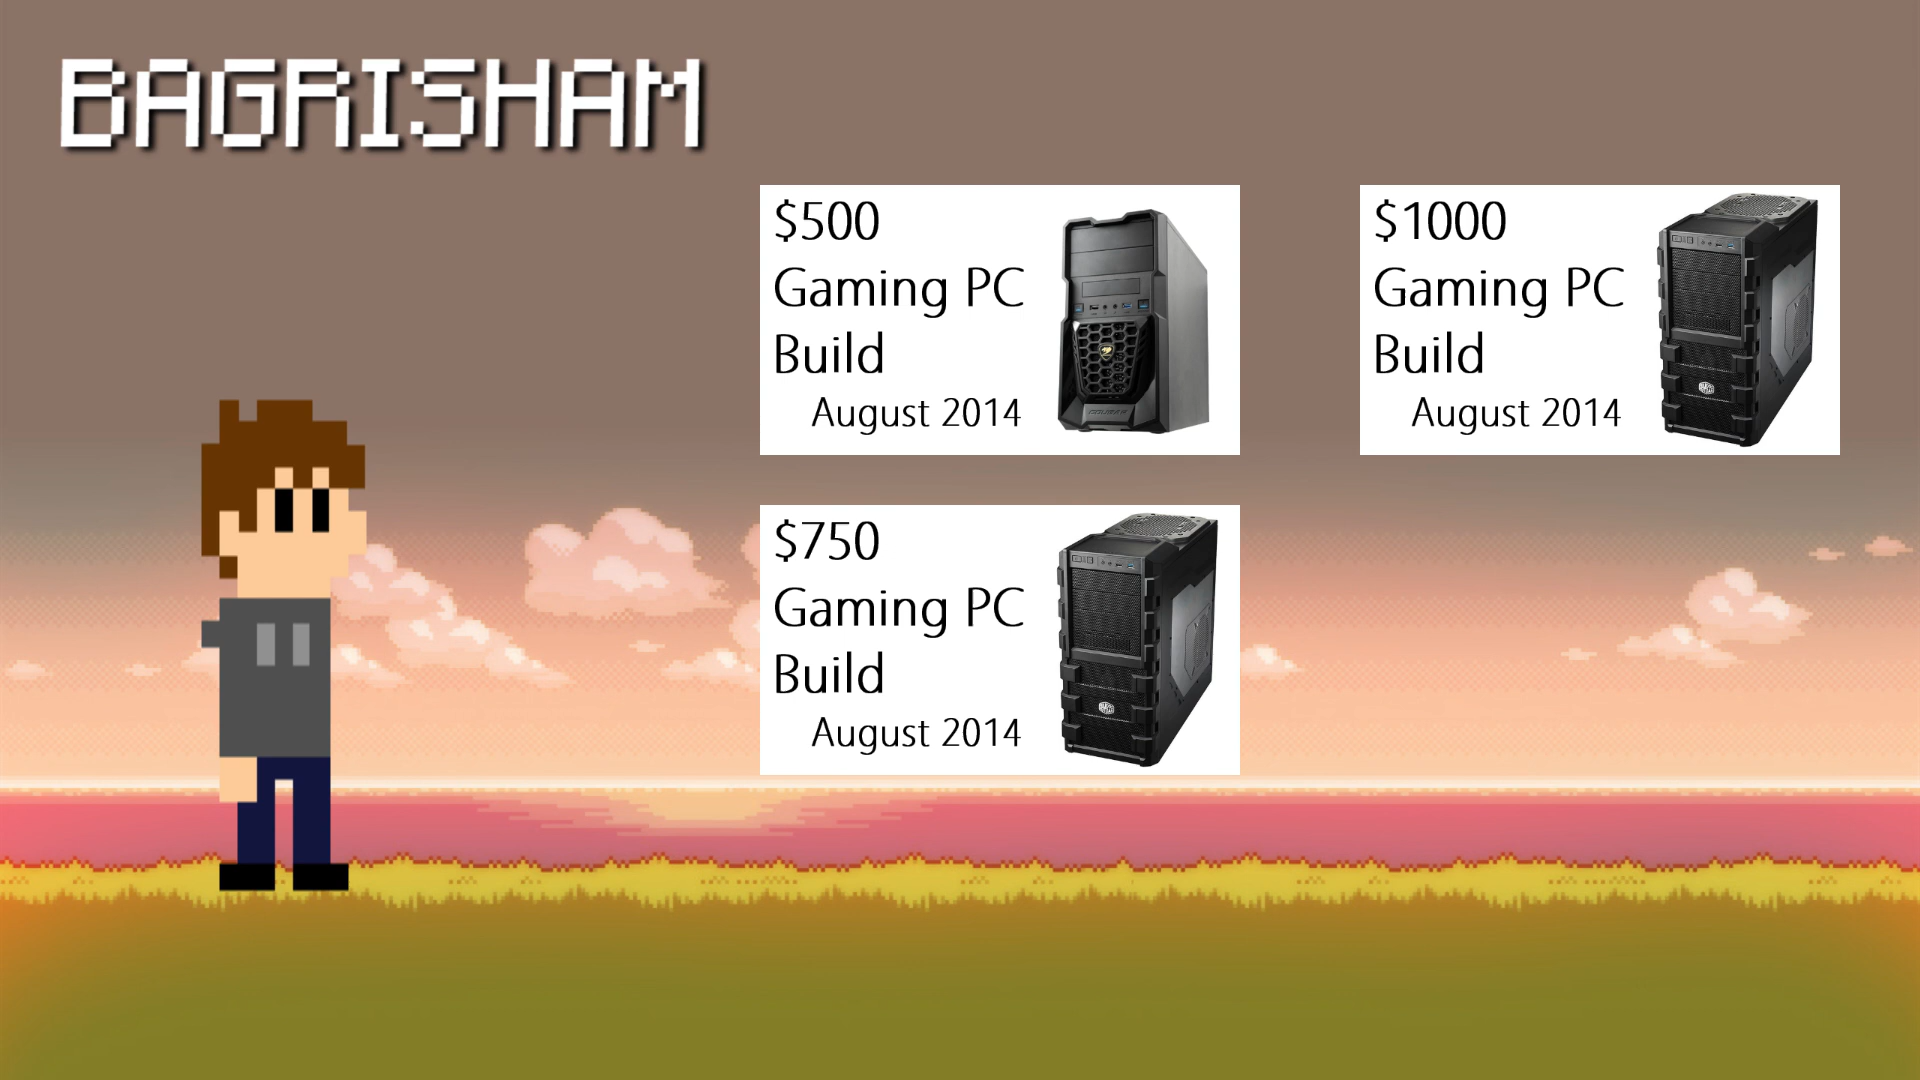 BAGRISHAM
$500
Gaming PC
Build
August 2014
$1000
Gaming PC
Build
August 2014
$750
Gaming PC
Build
August 2014